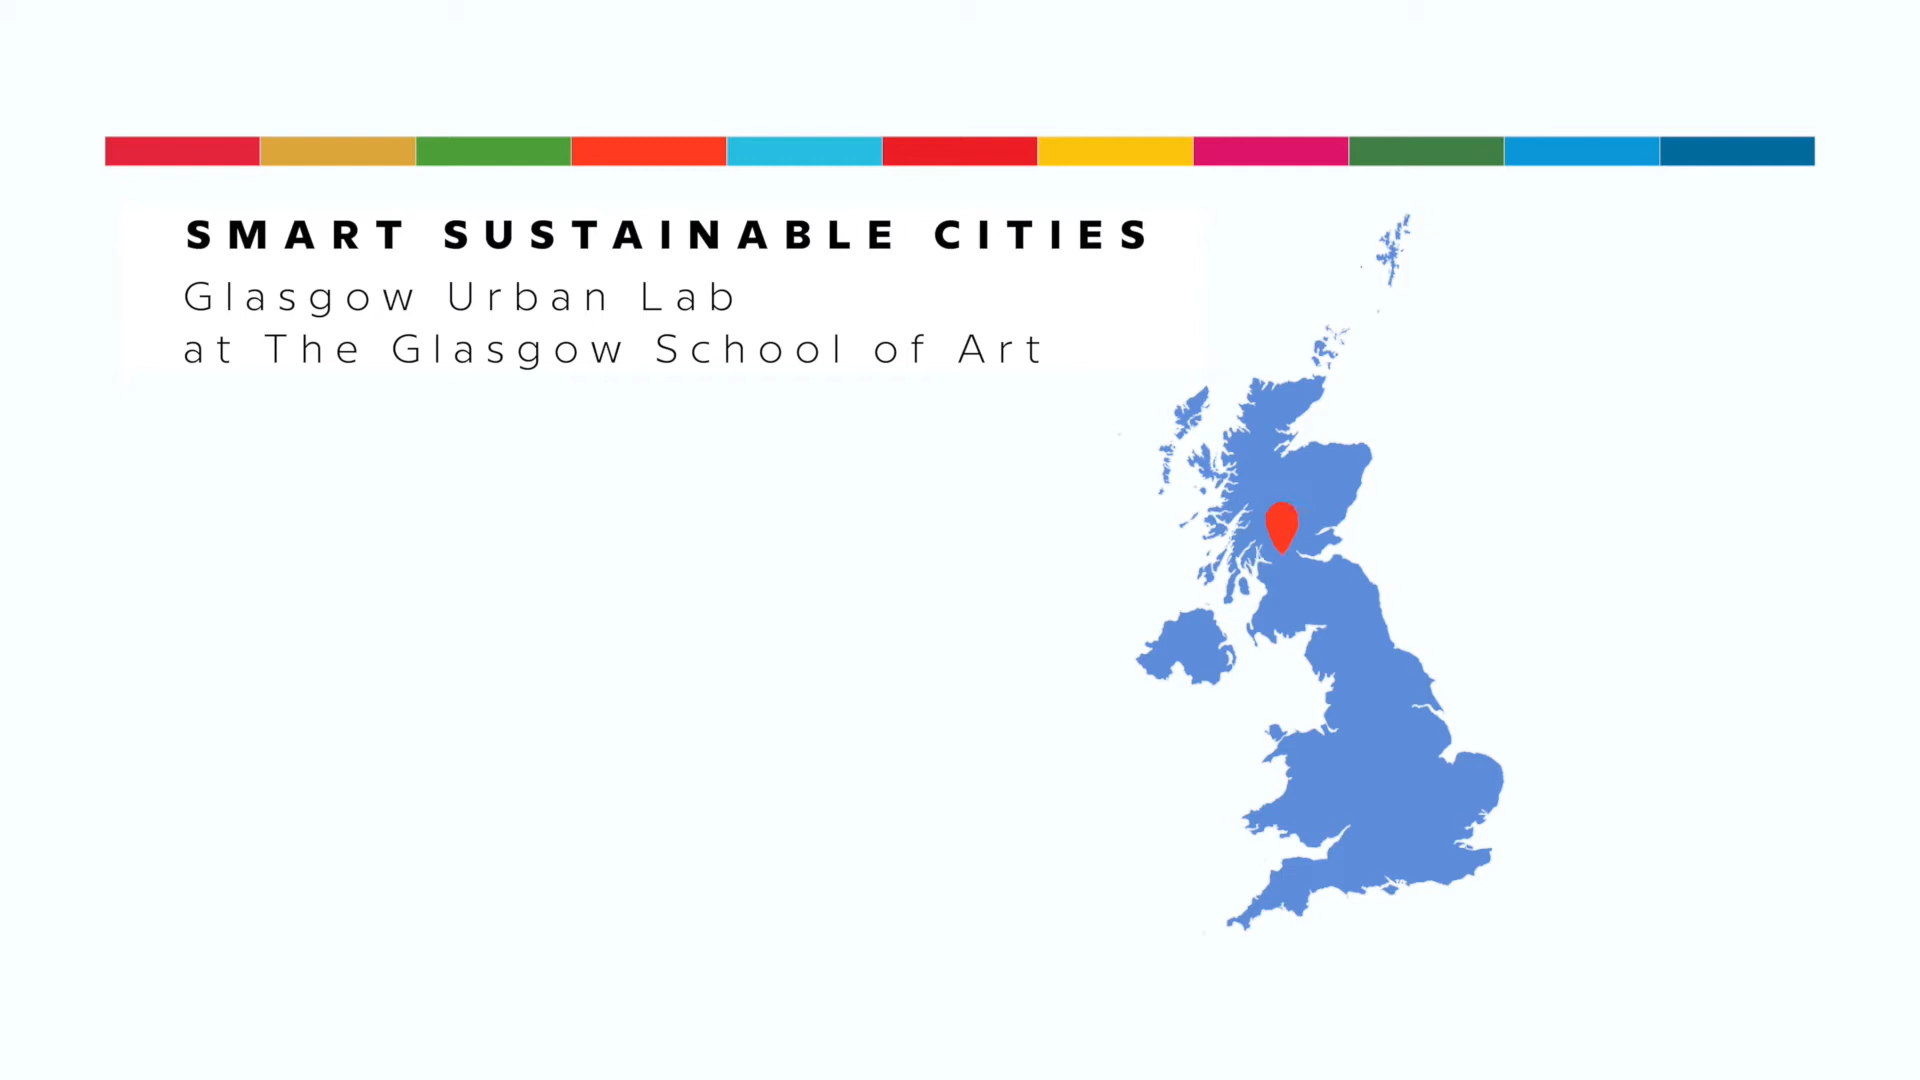 SMART SUSTAINABLE CITIES
Glasgow Urban Lab
at The Glasgow School of Art